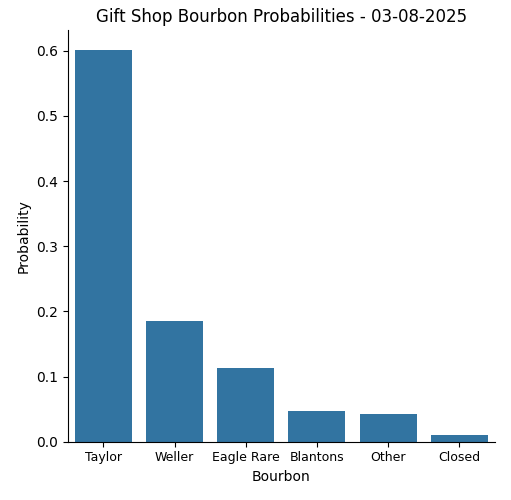 Gift Shop Bourbon Probabilities - 03-08-2025
0.6
0.5
0.4
0.3
0.2
0.1
0.0
Probability
Taylor Weller Eagle Rare Blantons Other Closed
Bourbon